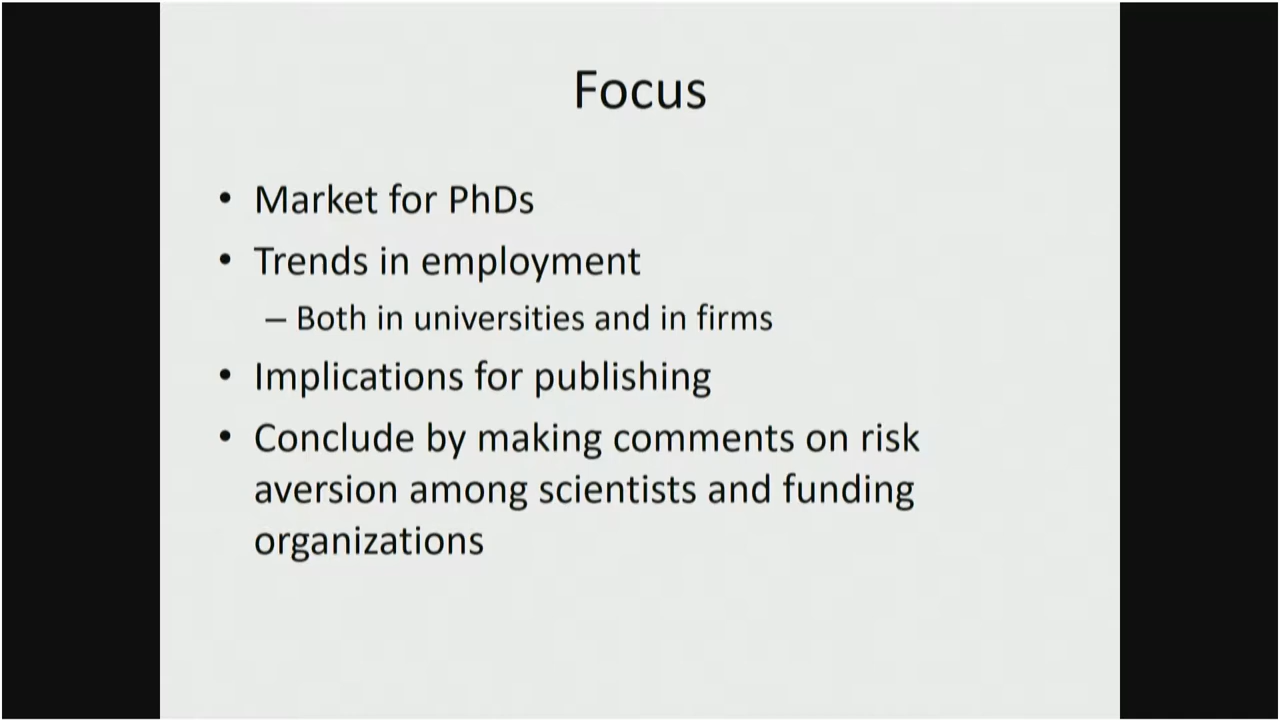 Focus
• Market for PhDs
• Trends in employment
– Both in universities and in firms
• Implications for publishing
• Conclude by making comments on risk
aversion among scientists and funding
organizations